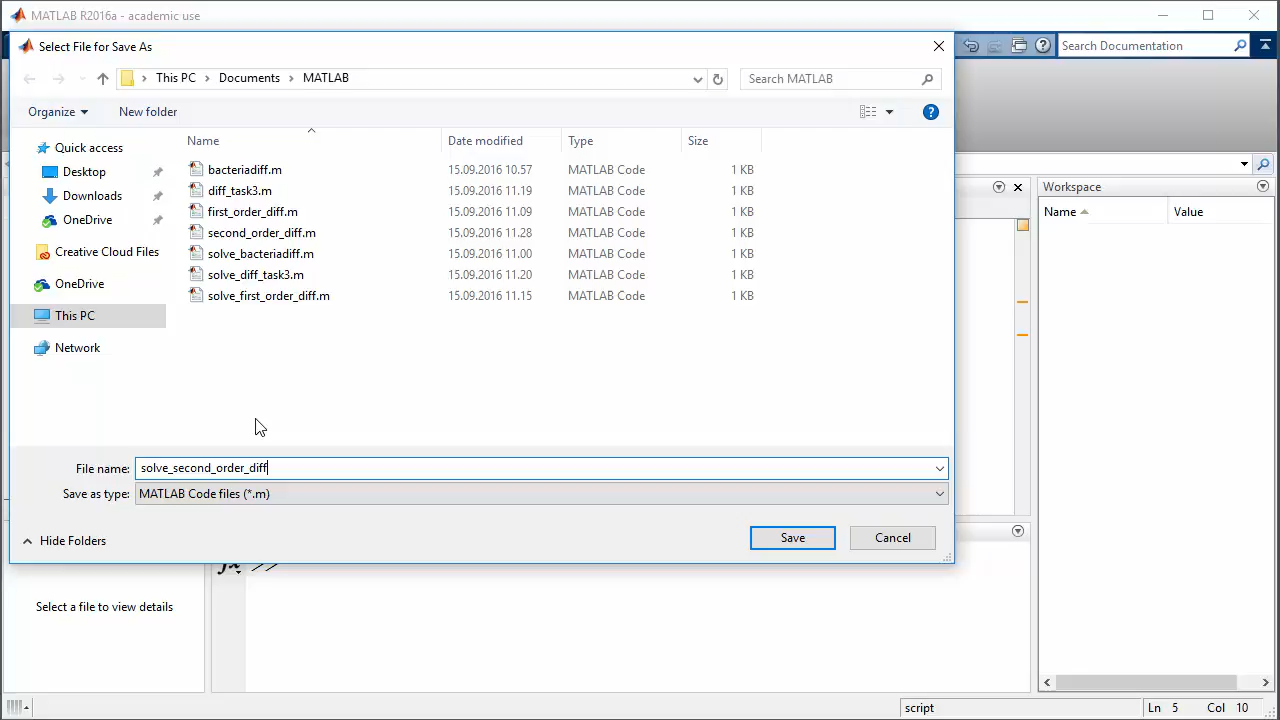 MATLAB R2016a - academic use
Select File for Save As
Search Documentation
This PC
Documents
MATLAB
Search MATLAB
Organize
New folder
Name
Date modified
Type
Size
Quick access
Desktop
Downloads
OneDrive
Creative Cloud Files
OneDrive
This PC
Network
bacteriadiff.m 15.09.2016 10.57 MATLAB Code 1 KB
diff_task3.m 15.09.2016 11.19 MATLAB Code 1 KB
first_order_diff.m 15.09.2016 11.09 MATLAB Code 1 KB
second_order_diff.m 15.09.2016 11.28 MATLAB Code 1 KB
solve_bacteriadiff.m 15.09.2016 11.00 MATLAB Code 1 KB
solve_diff_task3.m 15.09.2016 11.20 MATLAB Code 1 KB
solve_first_order_diff.m 15.09.2016 11.15 MATLAB Code 1 KB
Workspace
Name
Value
File name: solve_second_order_diff
Save as type: MATLAB Code files (*.m)
Hide Folders
Save
Cancel
fx >>
Select a file to view details
script
Ln 5 Col 10